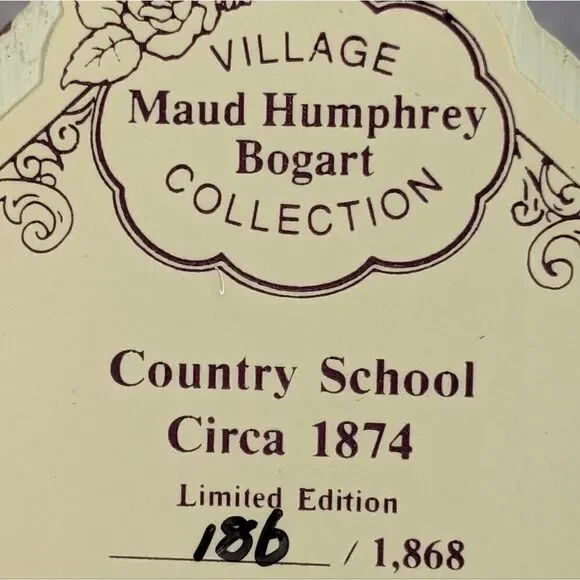 VILLAGE
Maud Humphrey
Bogart
COLLECTION
Country School
Circa 1874
Limited Edition
186 / 1,868